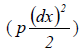 ( p (dx)² / 2 )